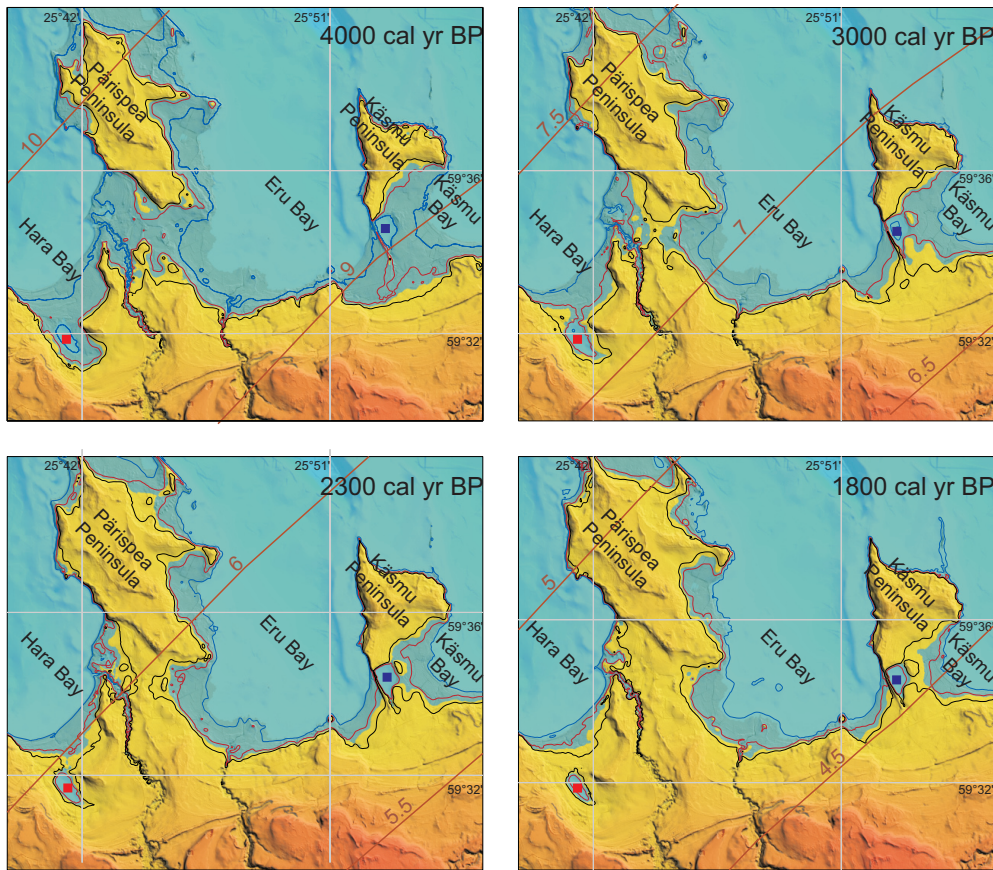 25°42'
25°51'
4000 cal yr BP
Pärispea
Peninsula
Käsmu
Peninsula
10
59°36'
Käsmu
Bay
Eru Bay
Hara Bay
9
59°32'
25°42'
25°51'
3000 cal yr BP
Pärispea
Peninsula
Käsmu
Peninsula
7.5
59°36'
Käsmu
Bay
Eru Bay
7
Hara Bay
59°32'
6.5
25°42'
25°51'
2300 cal yr BP
Pärispea
Peninsula
6
Käsmu
Peninsula
59°36'
Käsmu
Bay
Eru Bay
Hara Bay
59°32'
5.5
25°42'
25°51'
1800 cal yr BP
Pärispea
Peninsula
5
Käsmu
Peninsula
59°36'
Käsmu
Bay
Eru Bay
Hara Bay
4.5
59°32'